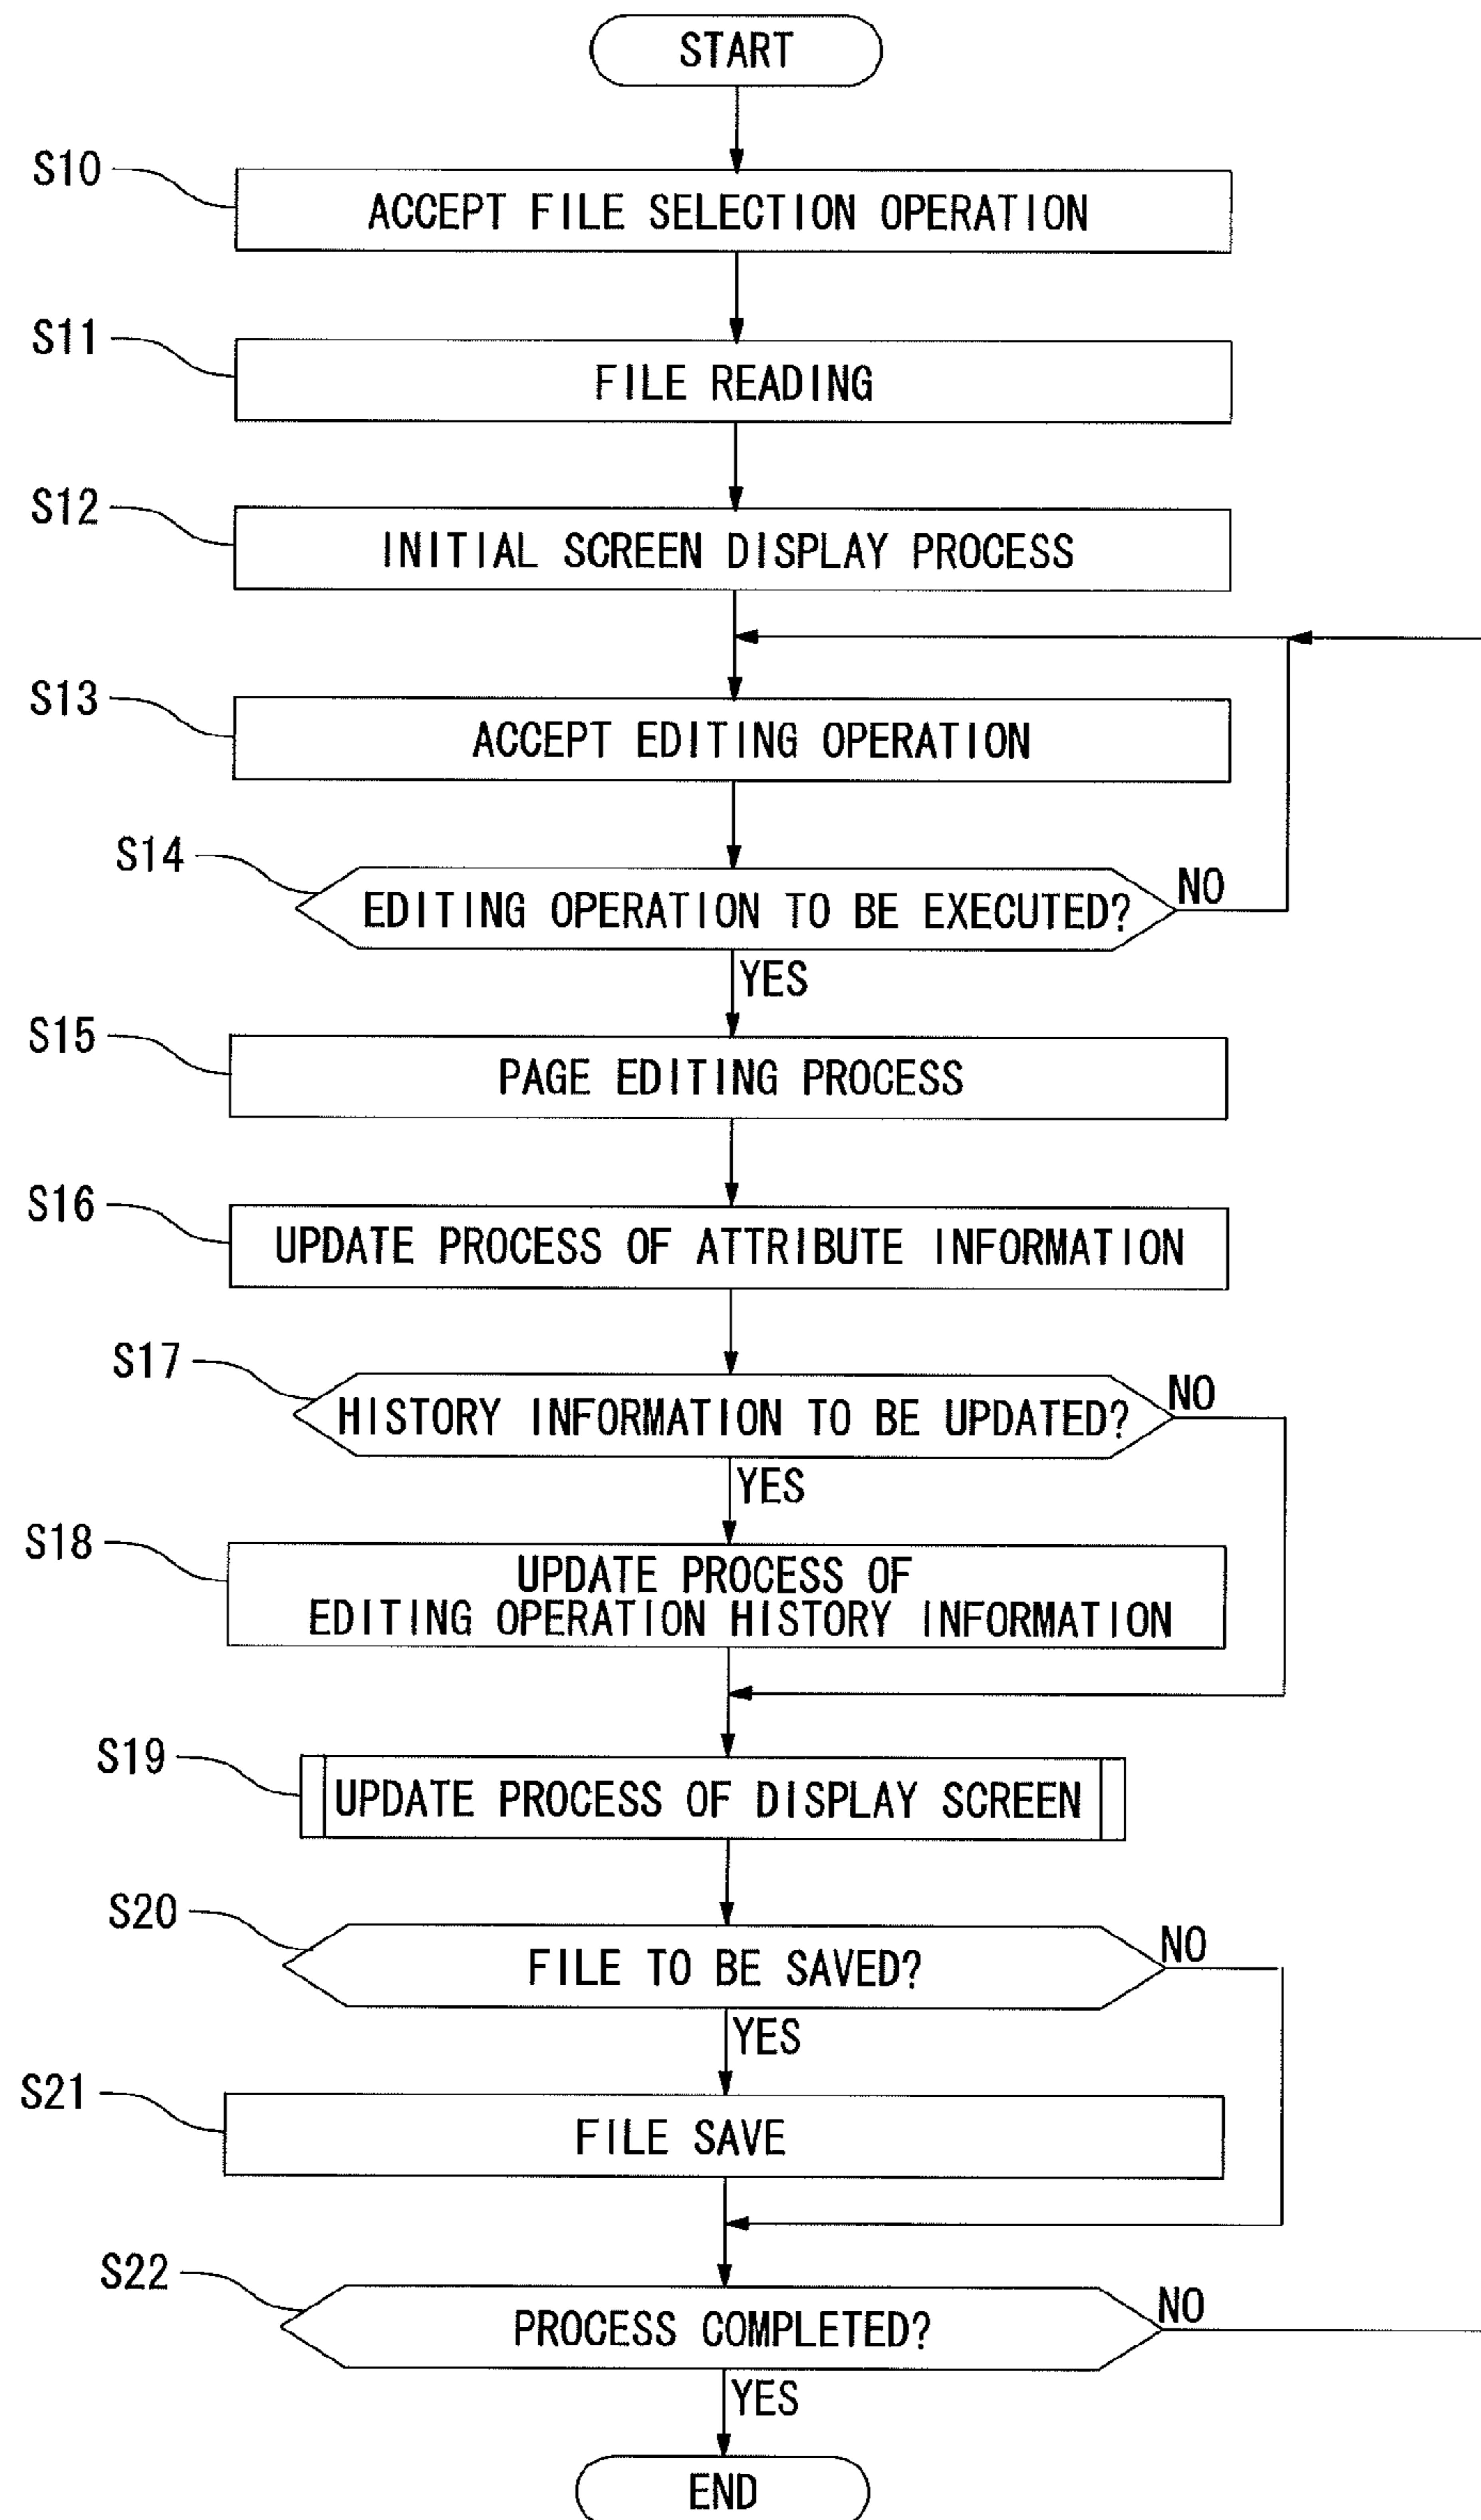 START
S10
ACCEPT FILE SELECTION OPERATION
S11
FILE READING
S12
INITIAL SCREEN DISPLAY PROCESS
S13
ACCEPT EDITING OPERATION
S14
EDITING OPERATION TO BE EXECUTED?
NO
YES
S15
PAGE EDITING PROCESS
S16
UPDATE PROCESS OF ATTRIBUTE INFORMATION
S17
HISTORY INFORMATION TO BE UPDATED?
NO
YES
S18
UPDATE PROCESS OF
EDITING OPERATION HISTORY INFORMATION
S19
UPDATE PROCESS OF DISPLAY SCREEN
S20
FILE TO BE SAVED?
NO
YES
S21
FILE SAVE
S22
PROCESS COMPLETED?
NO
YES
END